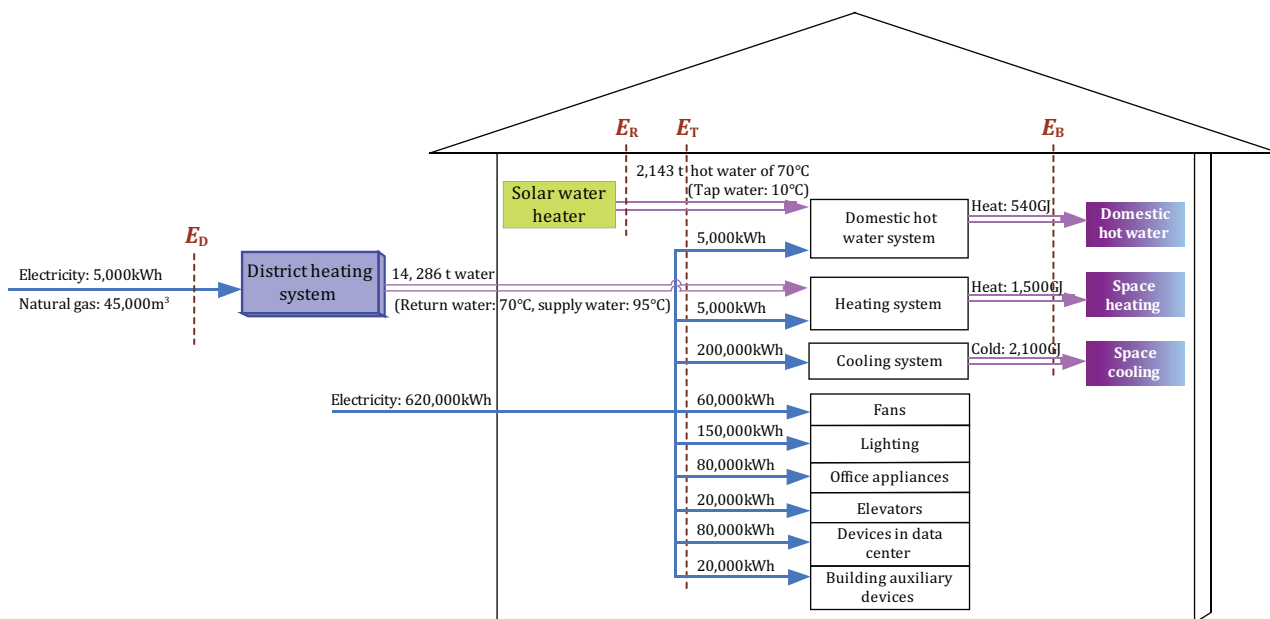 E_R
E_T
E_B
2,143 t hot water of 70°C
(Tap water: 10°C)
Solar water
heater
Domestic hot
water system
Heat: 540GJ
Domestic
hot water
5,000kWh
E_D
Electricity: 5,000kWh
Natural gas: 45,000m³
District heating
system
14, 286 t water
(Return water: 70°C, supply water: 95°C)
Heating system
Heat: 1,500GJ
Space
heating
5,000kWh
200,000kWh
Cooling system
Cold: 2,100GJ
Space
cooling
Electricity: 620,000kWh
60,000kWh
Fans
150,000kWh
Lighting
80,000kWh
Office appliances
20,000kWh
Elevators
80,000kWh
Devices in data
center
20,000kWh
Building auxiliary
devices